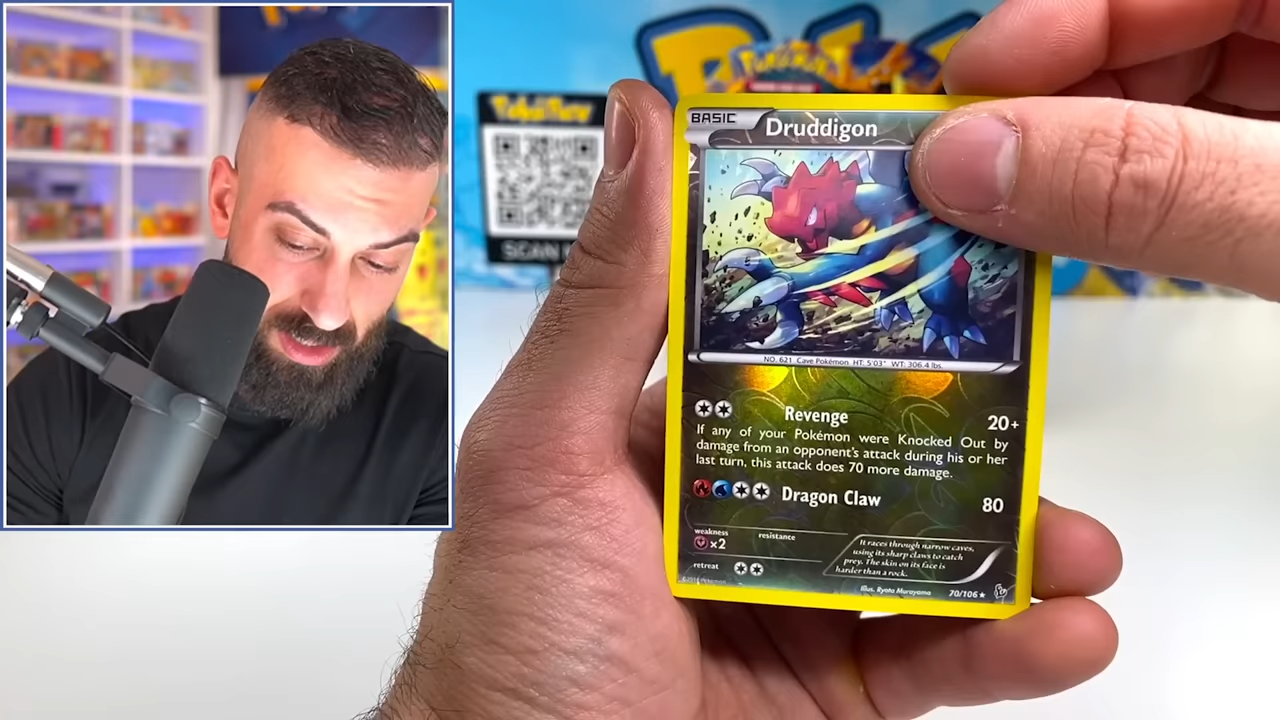 Pokémon
PokéRev
SCAN
BASIC
Druddigon
NO. 621 Cave Pokémon HT: 5'03" WT: 306.4 lbs.
Revenge 20+
If any of your Pokémon were Knocked Out by
damage from an opponent's attack during his or her
last turn, this attack does 70 more damage.
Dragon Claw 80
weakness resistance
×2
retreat
It races through narrow caves,
using its sharp claws to catch
prey. The skin on its face is
harder than a rock.
Illus. Ryota Murayama 70/106★